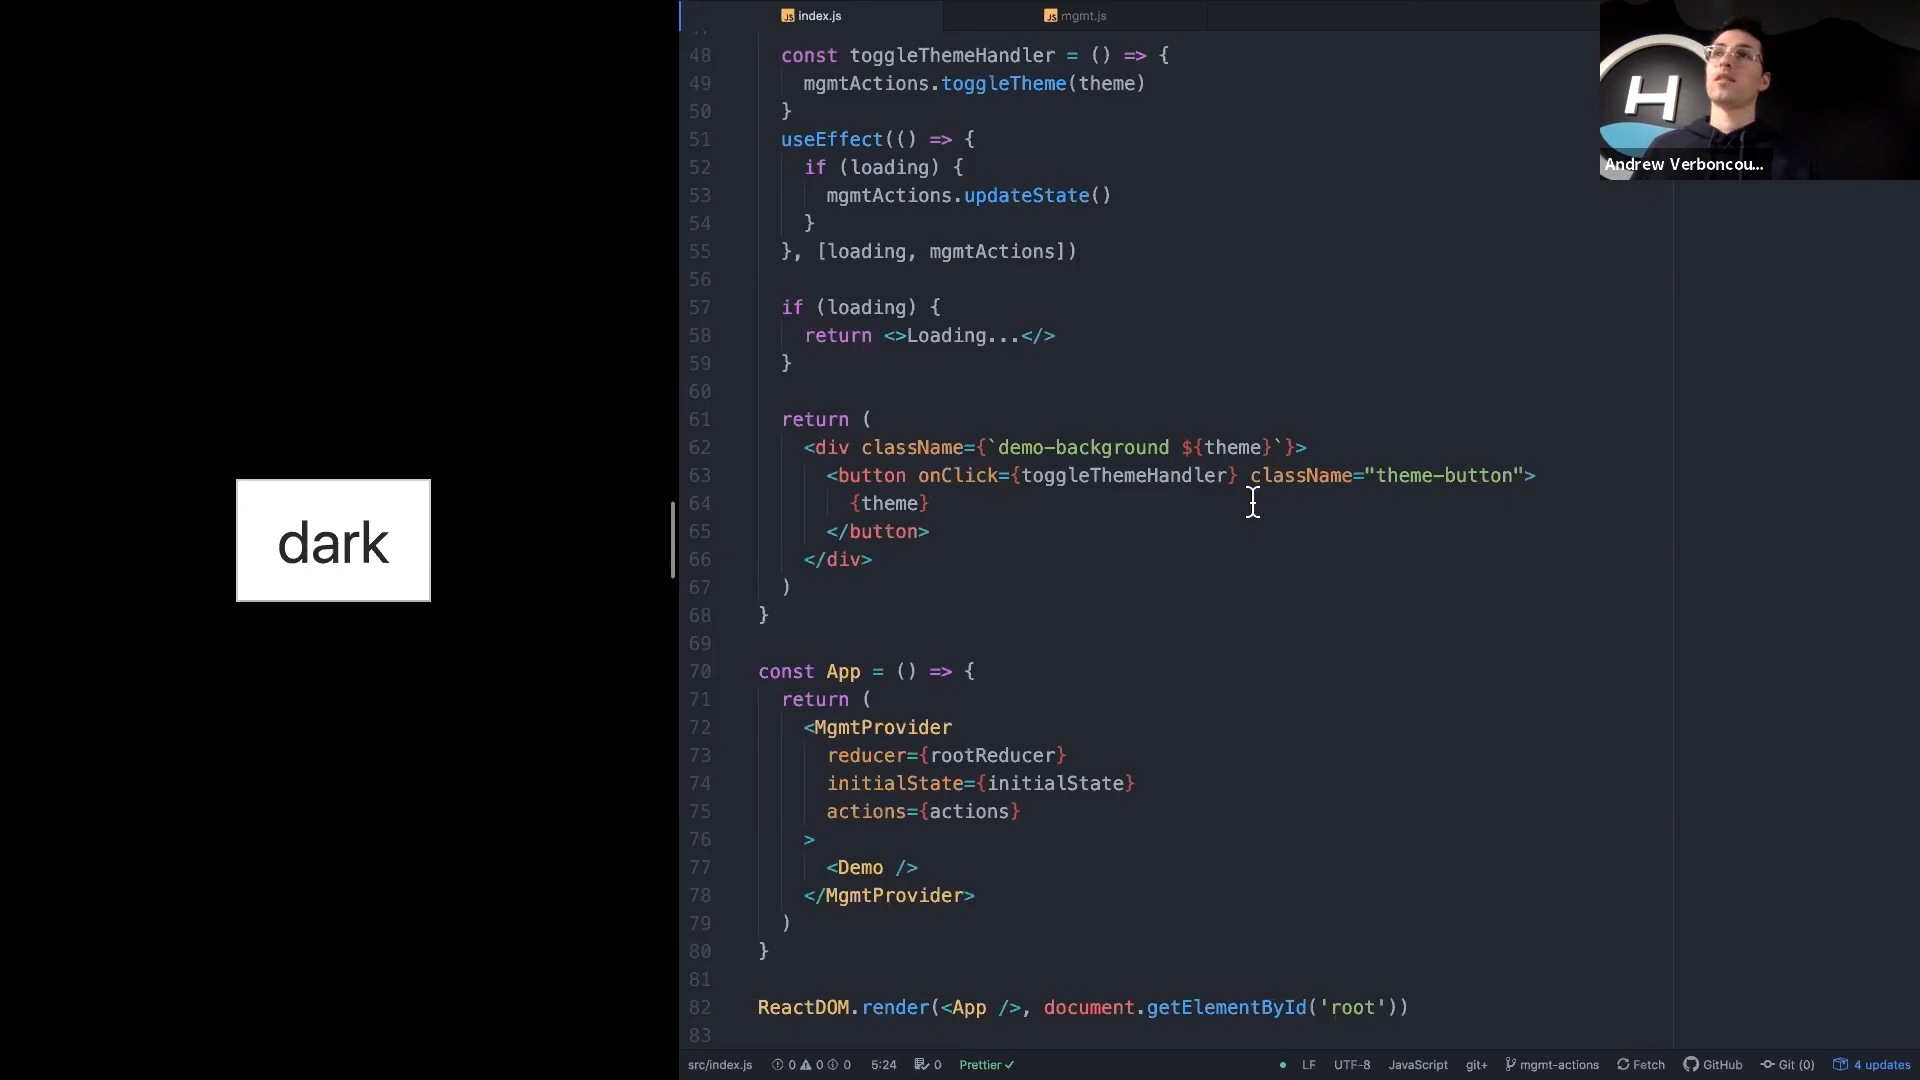 dark
index.js
mgmt.js
48 const toggleThemeHandler = () => {
49 mgmtActions.toggleTheme(theme)
50 }
51 useEffect(() => {
52 if (loading) {
53 mgmtActions.updateState()
54 }
55 }, [loading, mgmtActions])
56
57 if (loading) {
58 return <>Loading...</>
59 }
60
61 return (
62 <div className={`demo-background ${theme}`}>
63 <button onClick={toggleThemeHandler} className="theme-button">
64 {theme}
65 </button>
66 </div>
67 )
68 }
69
70 const App = () => {
71 return (
72 <MgmtProvider
73 reducer={rootReducer}
74 initialState={initialState}
75 actions={actions}
76 >
77 <Demo />
78 </MgmtProvider>
79 )
80 }
81
82 ReactDOM.render(<App />, document.getElementById('root'))
83
H
Andrew Verboncou...
src/index.js 0 0 0 5:24 0 Prettier ✓ LF UTF-8 JavaScript git+ mgmt-actions Fetch GitHub Git (0) 4 updates